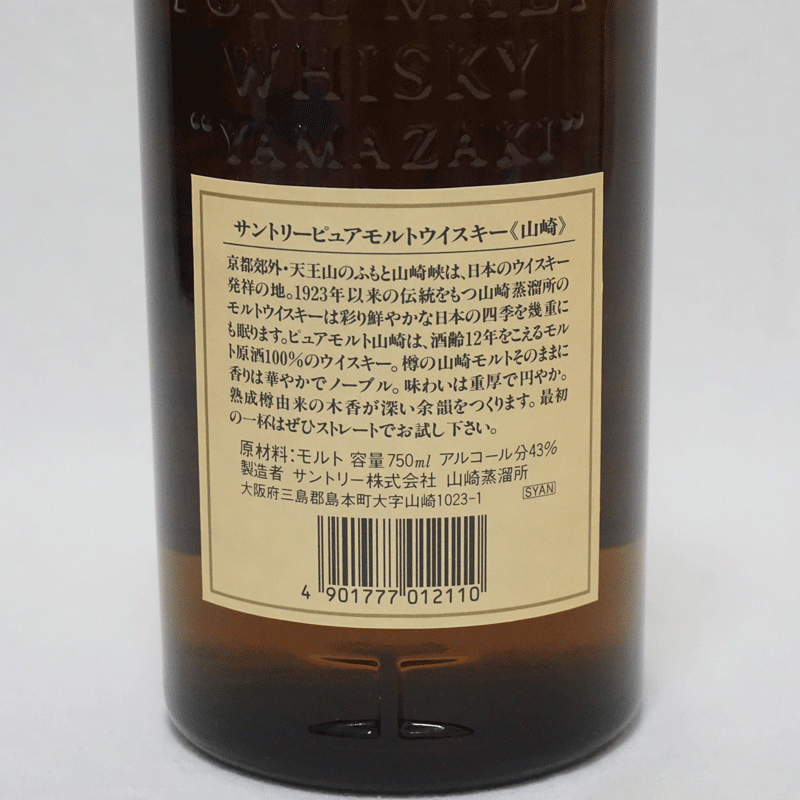 PURE MALT
WHISKY
"YAMAZAKI"
サントリーピュアモルトウイスキー《山崎》
京都郊外・天王山のふもと山崎峡は、日本のウイスキー
発祥の地。1923年以来の伝統をもつ山崎蒸溜所の
モルトウイスキーは彩り鮮やかな日本の四季を幾重に
も眠ります。ピュアモルト山崎は、酒齢12年をこえるモル
ト原酒100%のウイスキー。樽の山崎モルトそのままに
香りは華やかでノーブル。味わいは重厚で円やか。
熟成樽由来の木香が深い余韻をつくります。最初
の一杯はぜひストレートでお試し下さい。
原材料:モルト 容量750ml アルコール分43%
製造者 サントリー株式会社 山崎蒸溜所
大阪府三島郡島本町大字山崎1023-1 SYAN
4 901777 012110